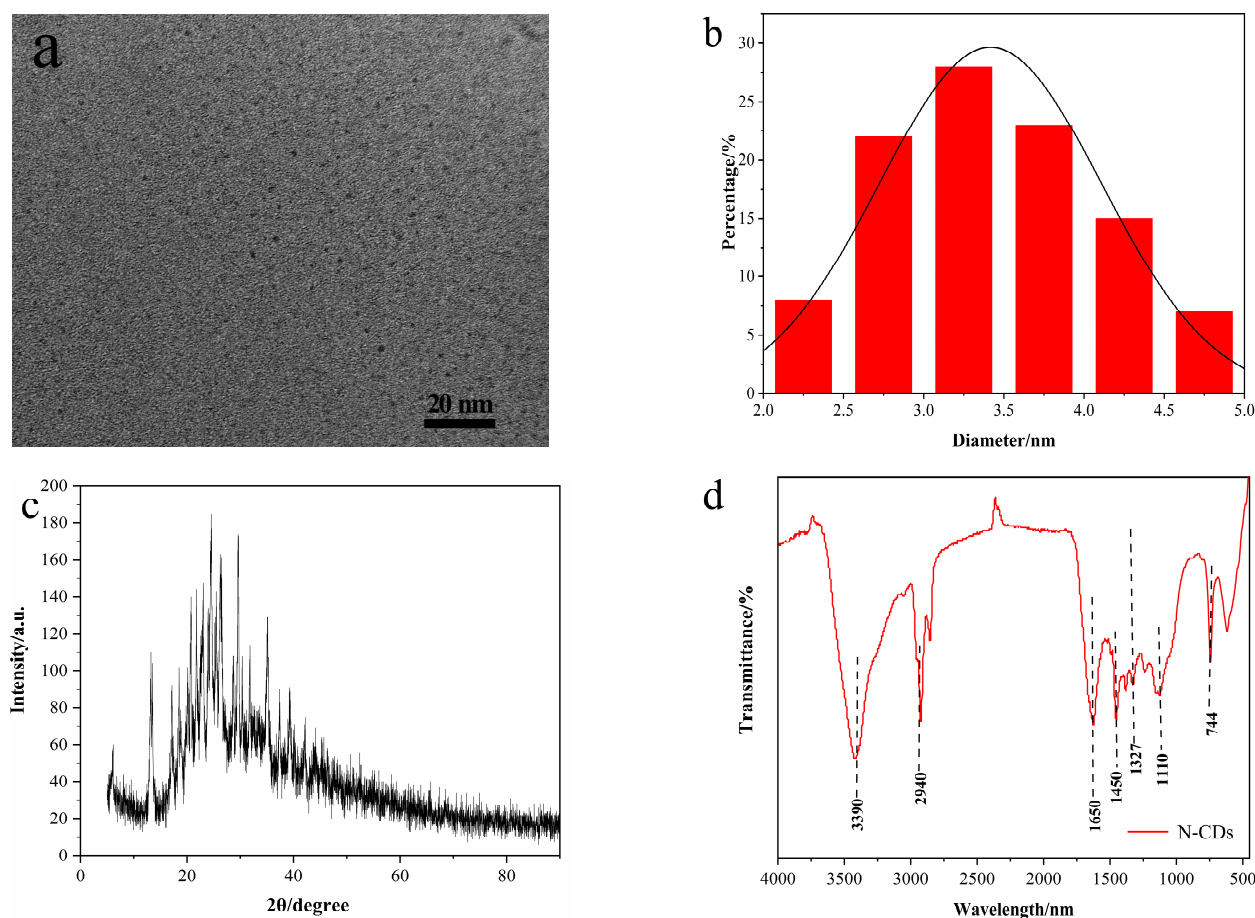 a
20 nm
b
30
25
20
15
10
5
0
Percentage/%
2.0 2.5 3.0 3.5 4.0 4.5 5.0
Diameter/nm
c
200
180
160
140
120
100
80
60
40
20
0
Intensity/a.u.
0 20 40 60 80
2θ/degree
d
Transmittance/%
3390
2940
1650
1450
1327
1110
744
N-CDs
4000 3500 3000 2500 2000 1500 1000 500
Wavelength/nm